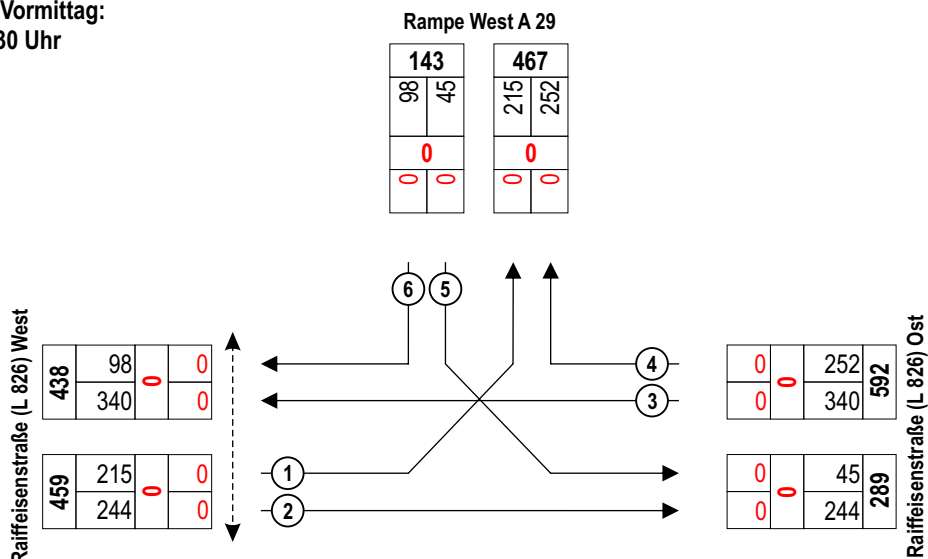 Vormittag:
30 Uhr
Rampe West A 29
143 467
98 45 215 252
0 0
0 0 0 0
6 5
Raiffeisenstraße (L 826) West
438 98 0 0
340 0
459 215 0 0
244 0
4
3
1
2
0 0 252 592
0 340
0 0 45 289
0 244
Raiffeisenstraße (L 826) Ost